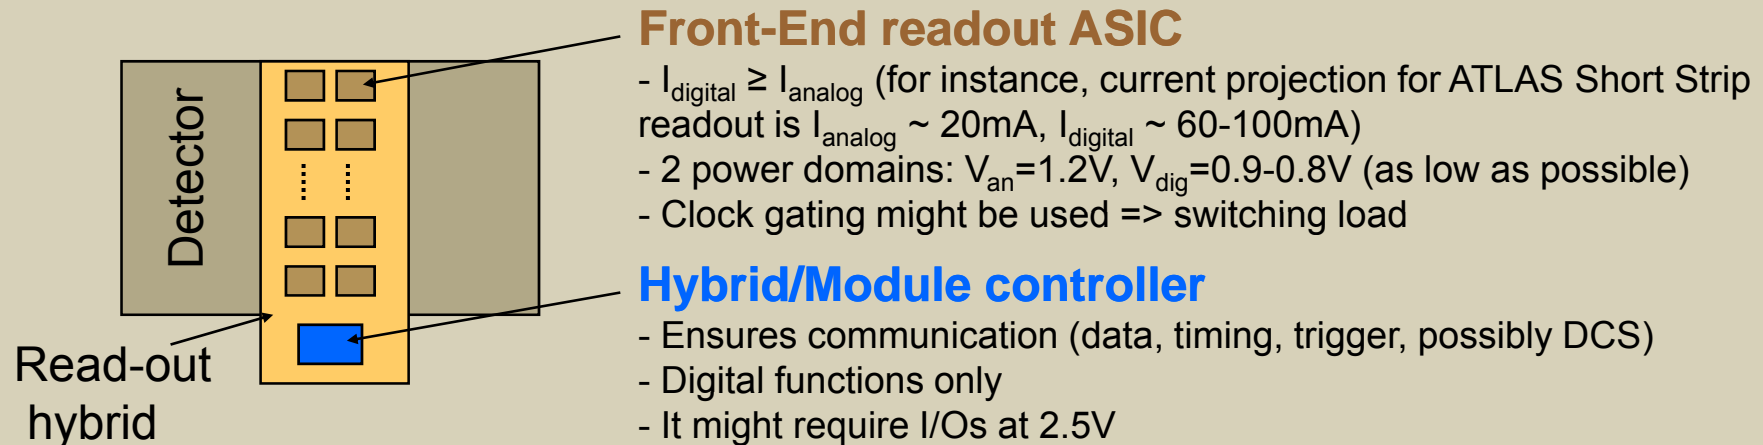 Front-End readout ASIC
- Idigital ≥ Ianalog (for instance, current projection for ATLAS Short Strip
readout is Ianalog ~ 20mA, Idigital ~ 60-100mA)
- 2 power domains: Van=1.2V, Vdig=0.9-0.8V (as low as possible)
- Clock gating might be used => switching load
Hybrid/Module controller
- Ensures communication (data, timing, trigger, possibly DCS)
- Digital functions only
- It might require I/Os at 2.5V
Detector
Read-out
hybrid